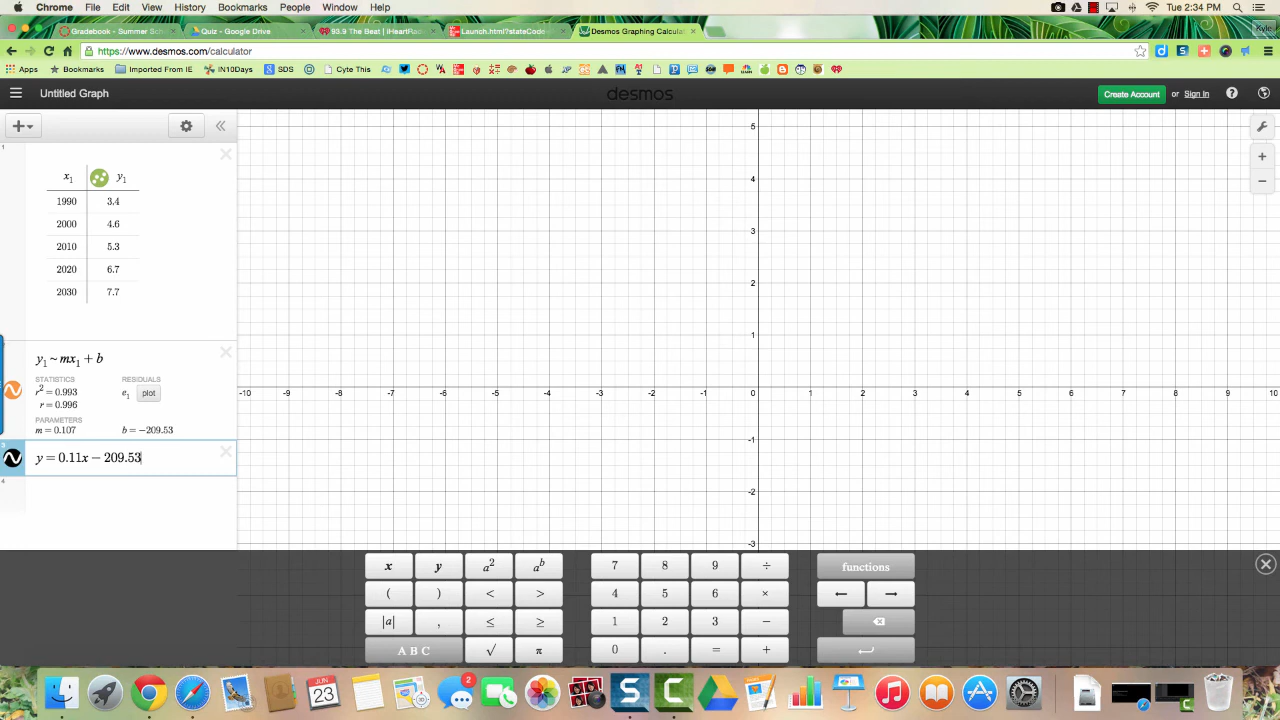 Chrome File Edit View History Bookmarks People Window Help
Tue 2:34 PM
Gradebook - Summer Sch
Quiz - Google Drive
93.9 The Beat | iHeartRa
Launch.html?stateCode
Desmos Graphing Calcula
Kyle
https://www.desmos.com/calculator
Apps Bookmarks Imported From IE IN10Days SDS Cyte This
Untitled Graph
desmos
Create Account or Sign In
1
x₁ y₁
1990 3.4
2000 4.6
2010 5.3
2020 6.7
2030 7.7
y₁ ~ mx₁ + b
STATISTICS RESIDUALS
r² = 0.993 e₁ plot
r = 0.996
PARAMETERS
m = 0.107 b = −209.53
3
y = 0.11x − 209.53
4
5
4
3
2
1
0
-10 -9 -8 -7 -6 -5 -4 -3 -2 -1 1 2 3 4 5 6 7 8 9 10
-1
-2
-3
x y a² aᵇ 7 8 9 ÷ functions
( ) < > 4 5 6 × ← →
|a| , ≤ ≥ 1 2 3 −
A B C √ π 0 . = +
JUN
23
2
S C